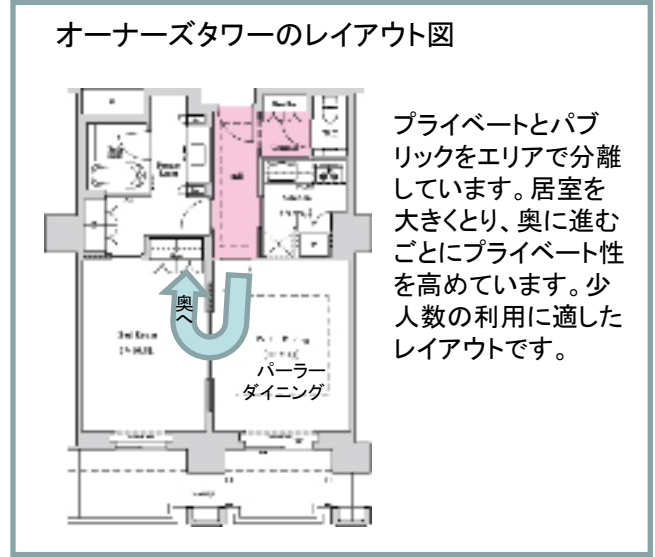 オーナーズタワーのレイアウト図
プライベートとパブ
リックをエリアで分離
しています。居室を
大きくとり、奥に進む
ごとにプライベート性
を高めています。少
人数の利用に適した
レイアウトです。
奥へ
パーラー
ダイニング